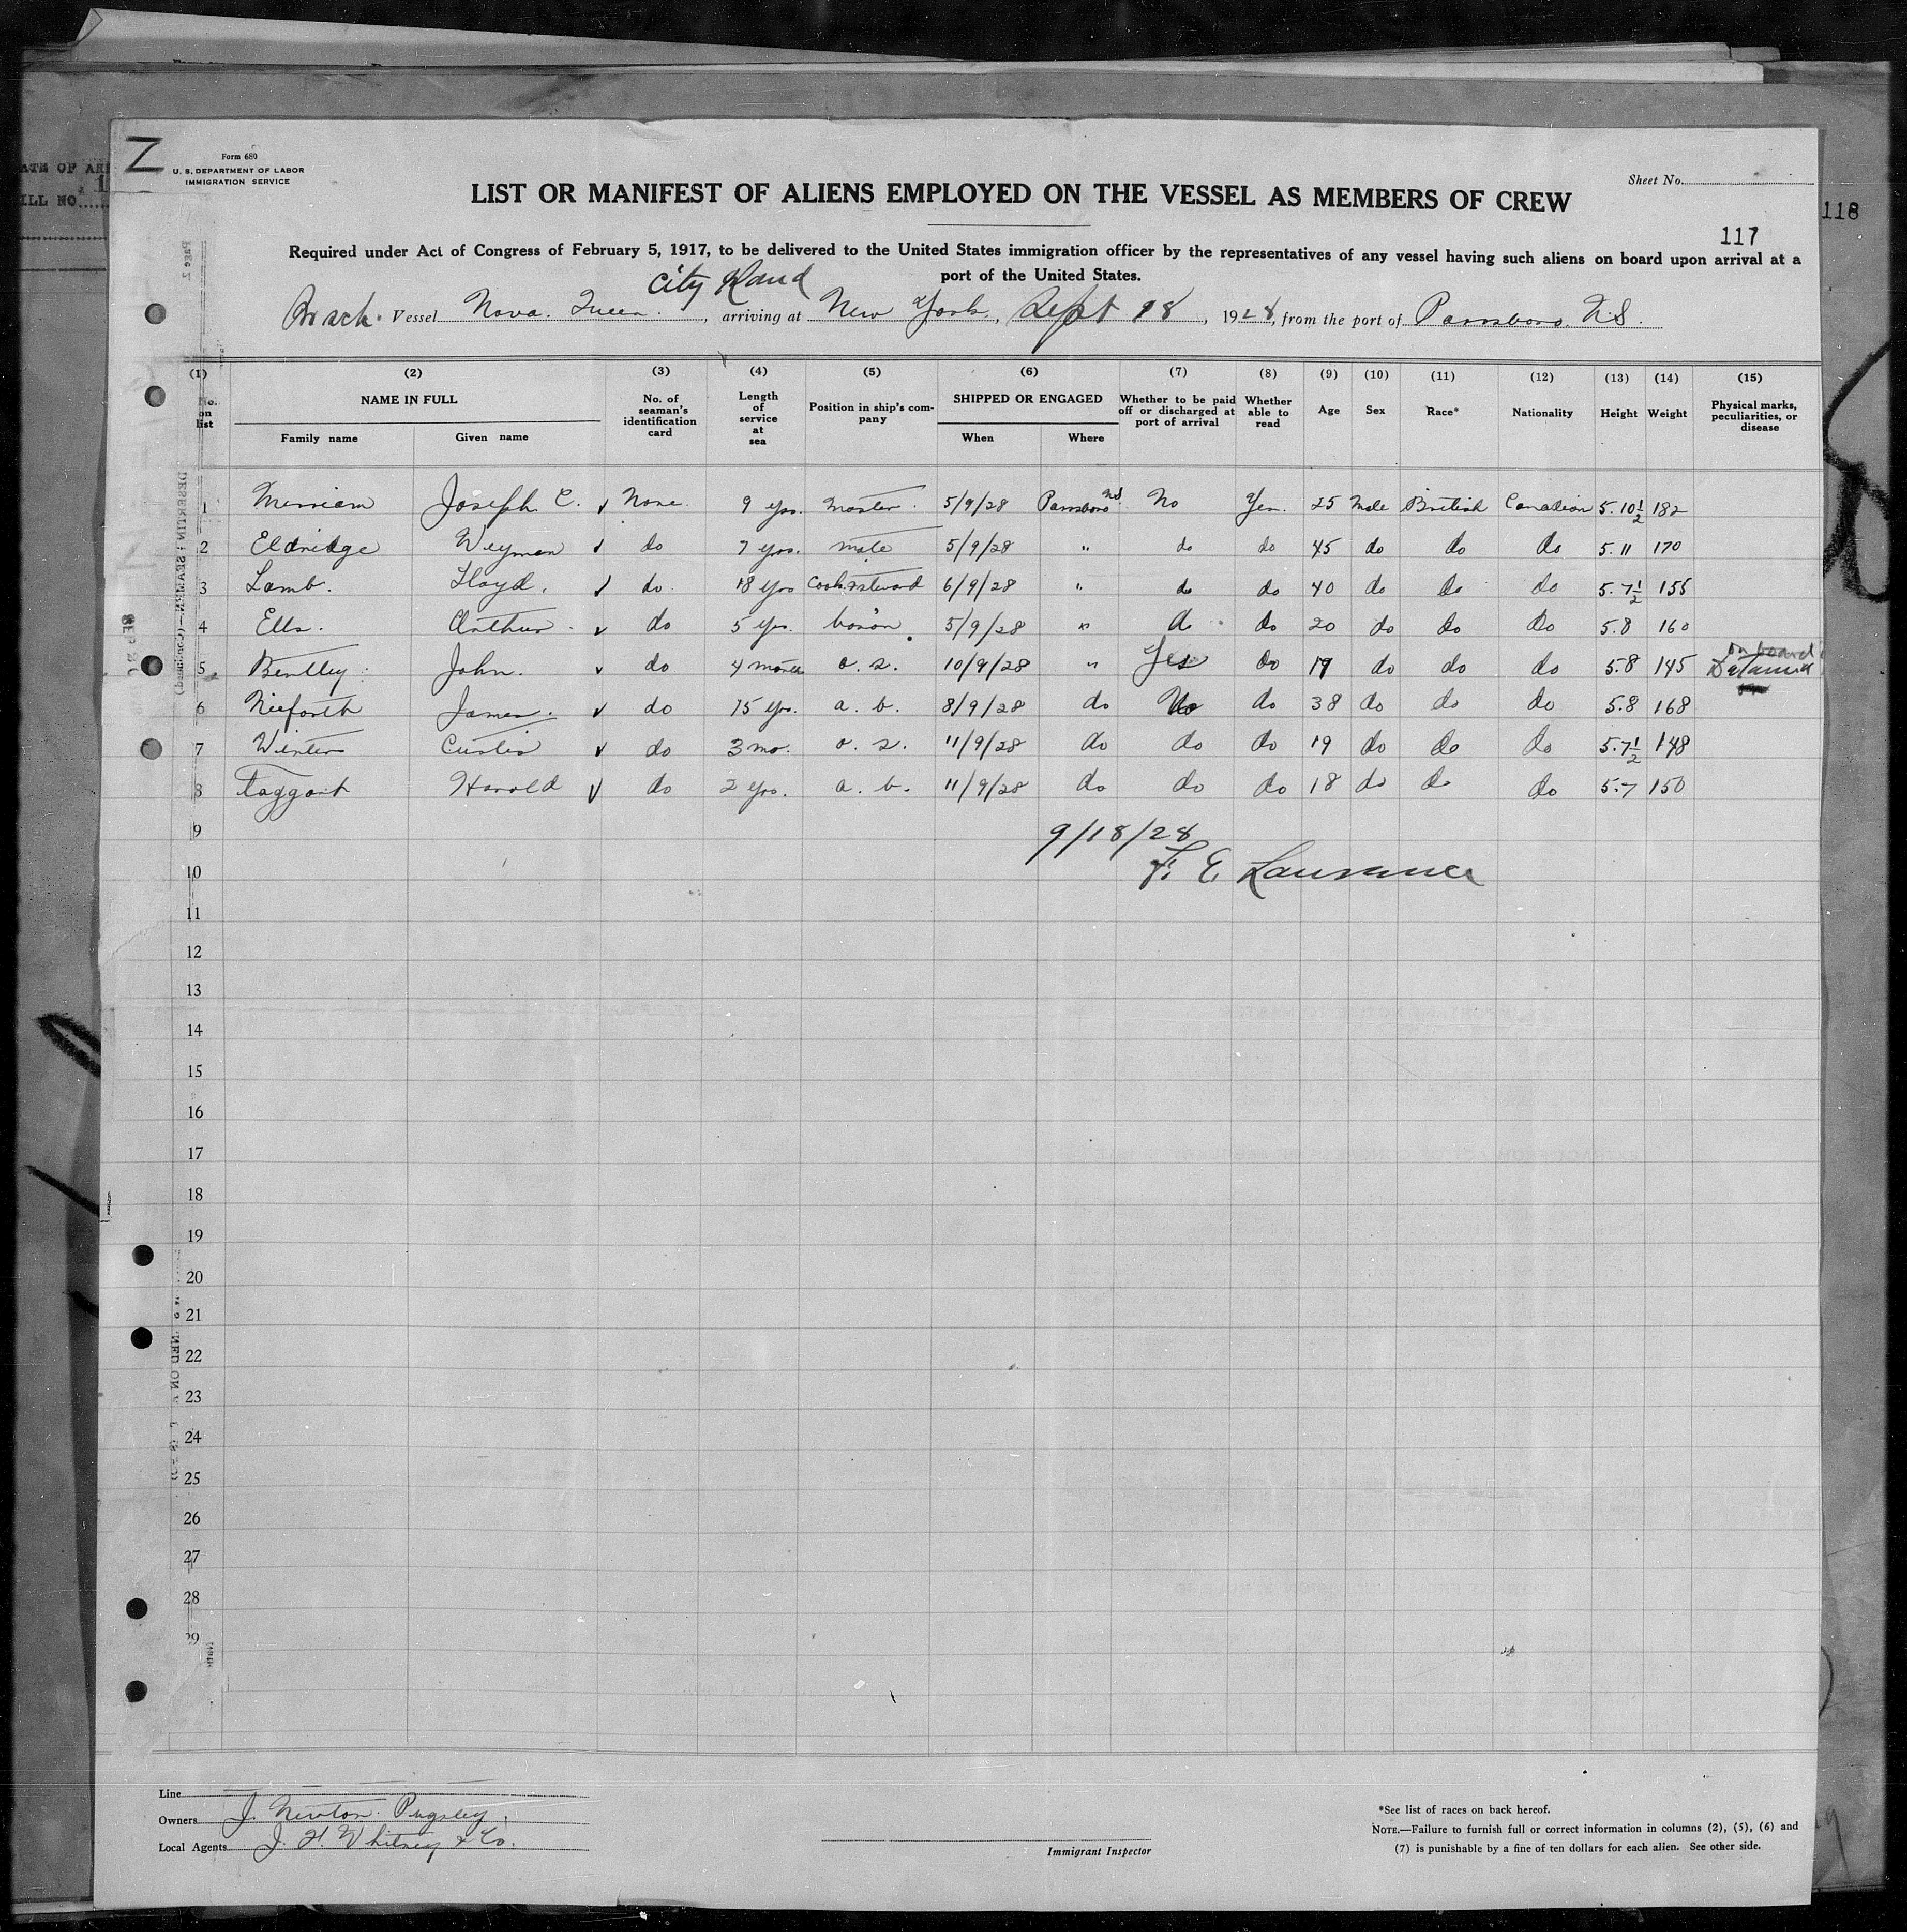 Z
Form 680
U. S. DEPARTMENT OF LABOR
IMMIGRATION SERVICE
Sheet No.
LIST OR MANIFEST OF ALIENS EMPLOYED ON THE VESSEL AS MEMBERS OF CREW
118
117
Required under Act of Congress of February 5, 1917, to be delivered to the United States immigration officer by the representatives of any vessel having such aliens on board upon arrival at a
port of the United States.
City
Vessel Nova Queen, arriving at New York, Sept 18, 1928, from the port of Parrsboro N.S.
(1) (2) (3) (4) (5) (6) (7) (8) (9) (10) (11) (12) (13) (14) (15)
No. on list NAME IN FULL Family name Given name No. of seaman's identification card Length of service at sea Position in ship's company SHIPPED OR ENGAGED When Where Whether to be paid off or discharged at port of arrival Whether able to read Age Sex Race* Nationality Height Weight Physical marks, peculiarities, or disease
1 Merriam Joseph C. None. 9 yrs. master. 5/9/28 Parrsboro NS No Yes. 25 Male British Canadian 5.10½ 182
2 Eldridge Weyman do 7 yrs. mate 5/9/28 " do do 45 do do do 5.11 170
3 Lamb. Lloyd. do 18 yrs Cook & steward 6/9/28 " do do 40 do do do 5.7½ 155
4 Ells. Arthur do 5 yrs. bos'n 5/9/28 " do do 20 do do do 5.8 160
5 Bentley John. do 4 months o. s. 10/9/28 " Yes do 19 do do do 5.8 145 on board Detained
6 Nieforth James. do 15 yrs. a. b. 8/9/28 do No do 38 do do do 5.8 168
7 Winters Curtis do 3 mo. o. s. 11/9/28 do do do 19 do do do 5.7½ 148
8 Taggart Harold do 2 yrs. a. b. 11/9/28 do do do 18 do do do 5.7 150
9 9/18/28
10 F. E. Lawrence
11
12
13
14
15
16
17
18
19
20
21
22
23
24
25
26
27
28
29
Line
Owners J. Newton Pugsley.
Local Agents J. F. Whitney & Co.
Immigrant Inspector
*See list of races on back hereof.
NOTE.—Failure to furnish full or correct information in columns (2), (5), (6) and
(7) is punishable by a fine of ten dollars for each alien. See other side.